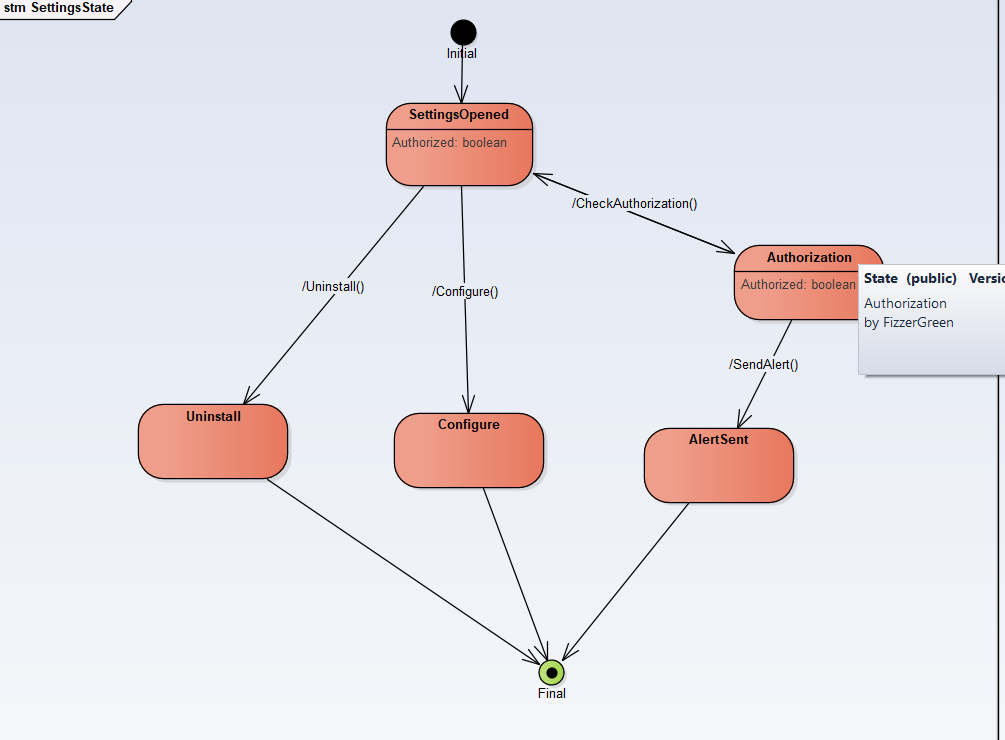 stm SettingsState
Initial
SettingsOpened
Authorized: boolean
/CheckAuthorization()
Authorization
Authorized: boolean
State (public)
Authorization
by FizzerGreen
/Uninstall()
/Configure()
/SendAlert()
Uninstall
Configure
AlertSent
Final